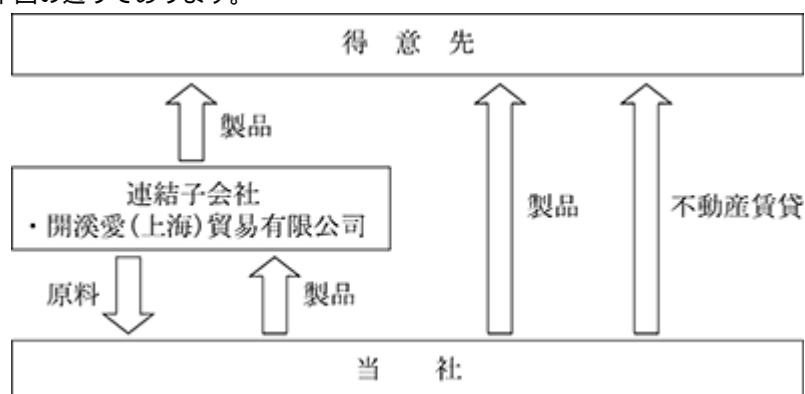 得 意 先
製品
連結子会社
・開渓愛(上海)貿易有限公司
製品
不動産賃貸
原料
製品
当 社